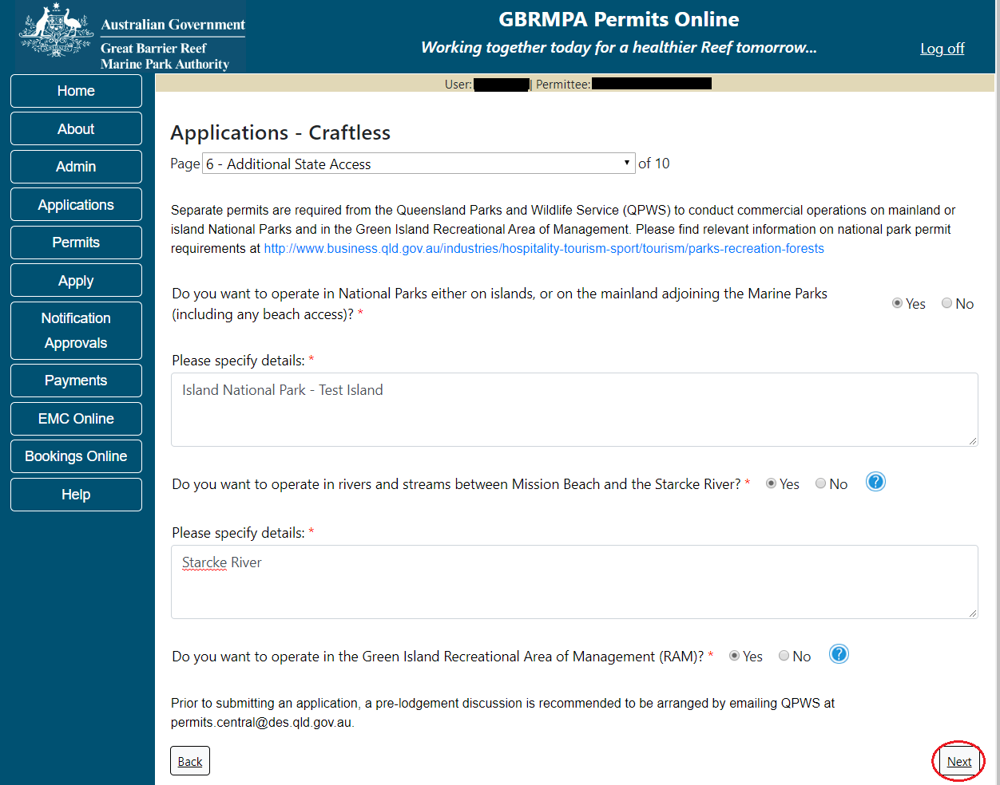 Australian Government
Great Barrier Reef
Marine Park Authority
GBRMPA Permits Online
Working together today for a healthier Reef tomorrow...
Log off
Home
About
Admin
Applications
Permits
Apply
Notification
Approvals
Payments
EMC Online
Bookings Online
Help
User: | Permittee:
Applications - Craftless
Page 6 - Additional State Access of 10
Separate permits are required from the Queensland Parks and Wildlife Service (QPWS) to conduct commercial operations on mainland or
island National Parks and in the Green Island Recreational Area of Management. Please find relevant information on national park permit
requirements at http://www.business.qld.gov.au/industries/hospitality-tourism-sport/tourism/parks-recreation-forests
Do you want to operate in National Parks either on islands, or on the mainland adjoining the Marine Parks
(including any beach access)? * Yes No
Please specify details: *
Island National Park - Test Island
Do you want to operate in rivers and streams between Mission Beach and the Starcke River? * Yes No ?
Please specify details: *
Starcke River
Do you want to operate in the Green Island Recreational Area of Management (RAM)? * Yes No ?
Prior to submitting an application, a pre-lodgement discussion is recommended to be arranged by emailing QPWS at
permits.central@des.qld.gov.au.
Back
Next